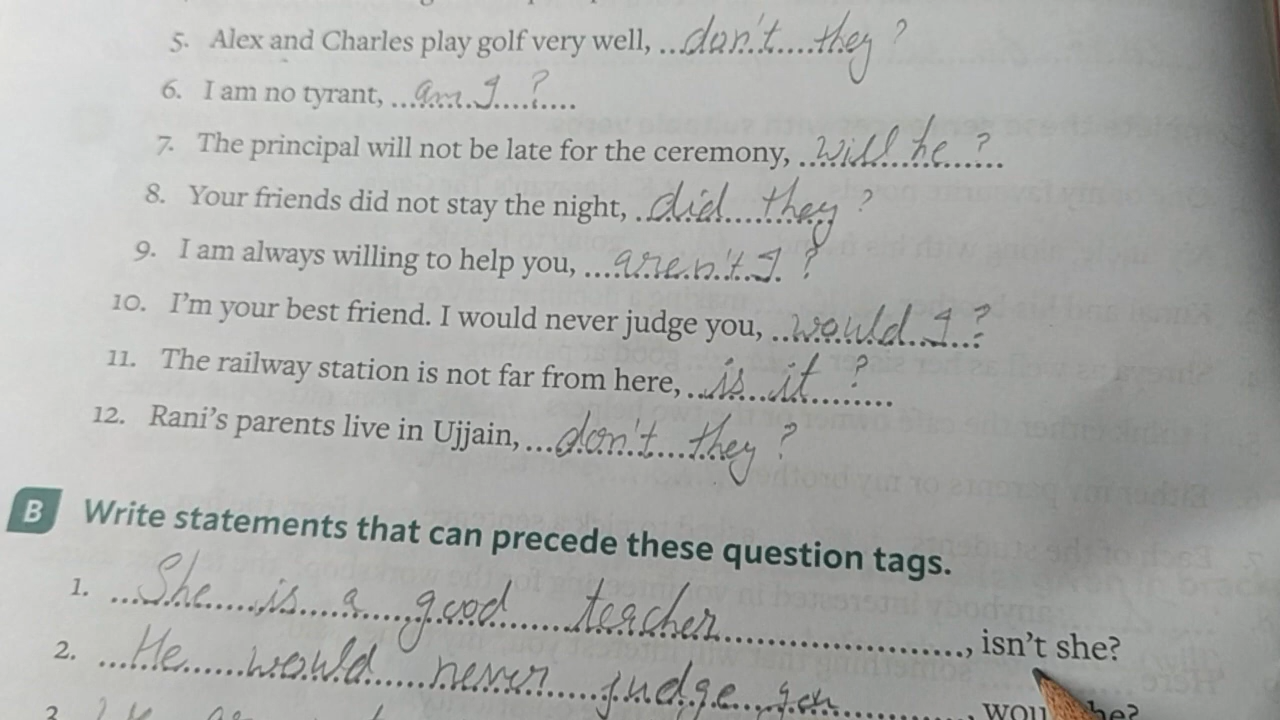 5. Alex and Charles play golf very well, ...don't....they?
6. I am no tyrant, ...am..I....?....
7. The principal will not be late for the ceremony, ..will..he..?..
8. Your friends did not stay the night, ..did....they?
9. I am always willing to help you, ....aren't.I.?
10. I'm your best friend. I would never judge you, ..would..I..?
11. The railway station is not far from here, ...is..it..?......
12. Rani's parents live in Ujjain, ...don't...they?
B Write statements that can precede these question tags.
1. ...She....is....a...good....teacher......................, isn't she?
2. ...He.....would.....never.....judge............, wou he?
3.